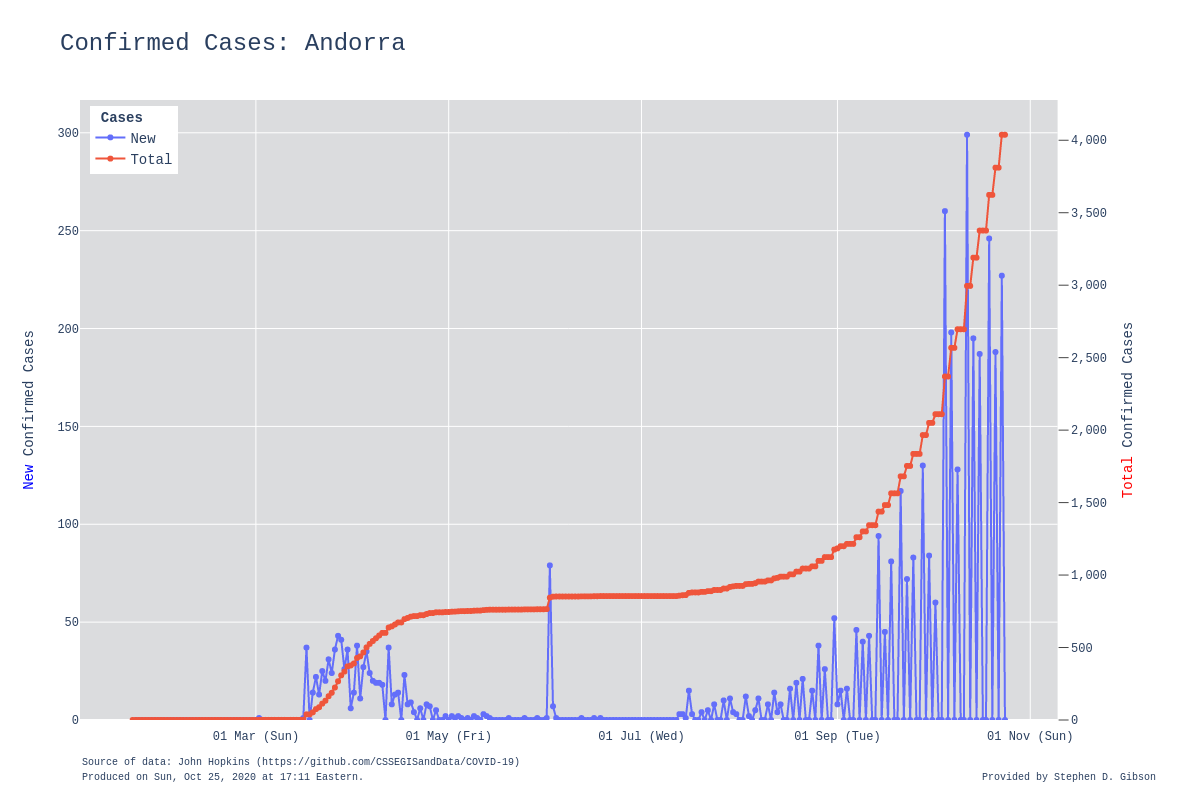 Confirmed Cases: Andorra
Cases
New
Total
300
250
200
150
100
50
0
4,000
3,500
3,000
2,500
2,000
1,500
1,000
500
0
New Confirmed Cases
Total Confirmed Cases
01 Mar (Sun) 01 May (Fri) 01 Jul (Wed) 01 Sep (Tue) 01 Nov (Sun)
Source of data: John Hopkins (https://github.com/CSSEGISandData/COVID-19)
Produced on Sun, Oct 25, 2020 at 17:11 Eastern.
Provided by Stephen D. Gibson